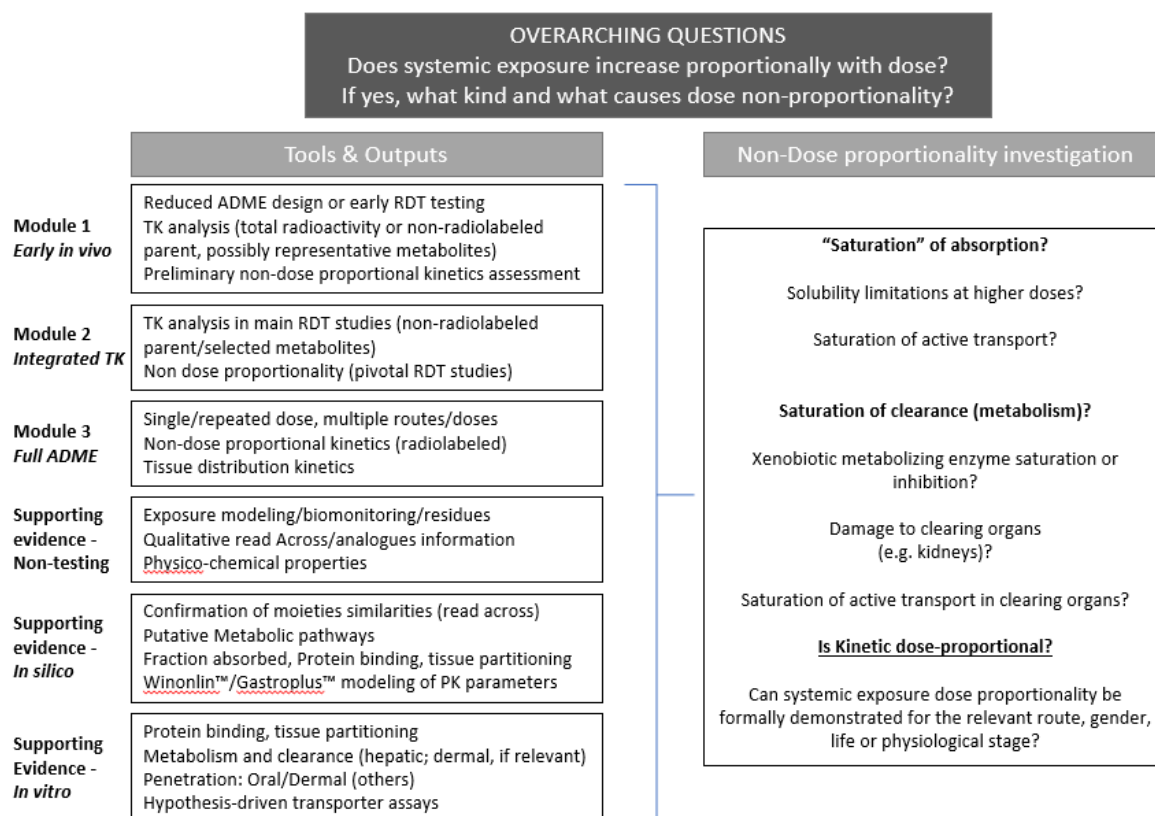 OVERARCHING QUESTIONS
Does systemic exposure increase proportionally with dose?
If yes, what kind and what causes dose non-proportionality?
Tools & Outputs
Module 1
Early in vivo
Reduced ADME design or early RDT testing
TK analysis (total radioactivity or non-radiolabeled
parent, possibly representative metabolites)
Preliminary non-dose proportional kinetics assessment
Module 2
Integrated TK
TK analysis in main RDT studies (non-radiolabeled
parent/selected metabolites)
Non dose proportionality (pivotal RDT studies)
Module 3
Full ADME
Single/repeated dose, multiple routes/doses
Non-dose proportional kinetics (radiolabeled)
Tissue distribution kinetics
Supporting
evidence -
Non-testing
Exposure modeling/biomonitoring/residues
Qualitative read Across/analogues information
Physico-chemical properties
Supporting
evidence -
In silico
Confirmation of moieties similarities (read across)
Putative Metabolic pathways
Fraction absorbed, Protein binding, tissue partitioning
Winonlin™/Gastroplus™ modeling of PK parameters
Supporting
Evidence -
In vitro
Protein binding, tissue partitioning
Metabolism and clearance (hepatic; dermal, if relevant)
Penetration: Oral/Dermal (others)
Hypothesis-driven transporter assays
Non-Dose proportionality investigation
“Saturation” of absorption?
Solubility limitations at higher doses?
Saturation of active transport?
Saturation of clearance (metabolism)?
Xenobiotic metabolizing enzyme saturation or
inhibition?
Damage to clearing organs
(e.g. kidneys)?
Saturation of active transport in clearing organs?
Is Kinetic dose-proportional?
Can systemic exposure dose proportionality be
formally demonstrated for the relevant route, gender,
life or physiological stage?